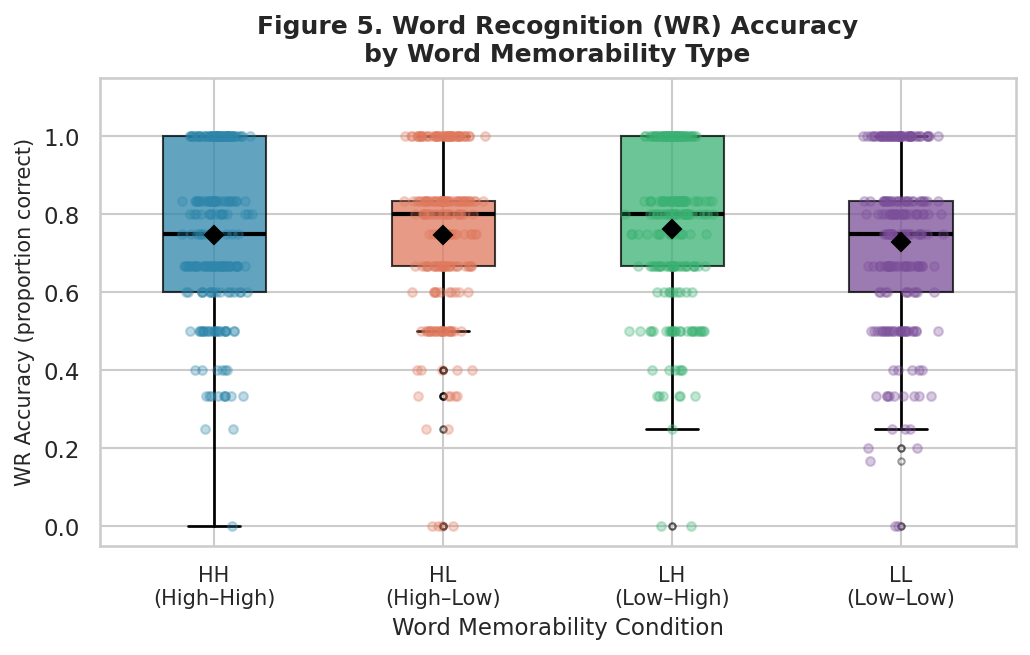 Figure 5. Word Recognition (WR) Accuracy
by Word Memorability Type
WR Accuracy (proportion correct)
1.0
0.8
0.6
0.4
0.2
0.0
HH
(High–High)
HL
(High–Low)
LH
(Low–High)
LL
(Low–Low)
Word Memorability Condition